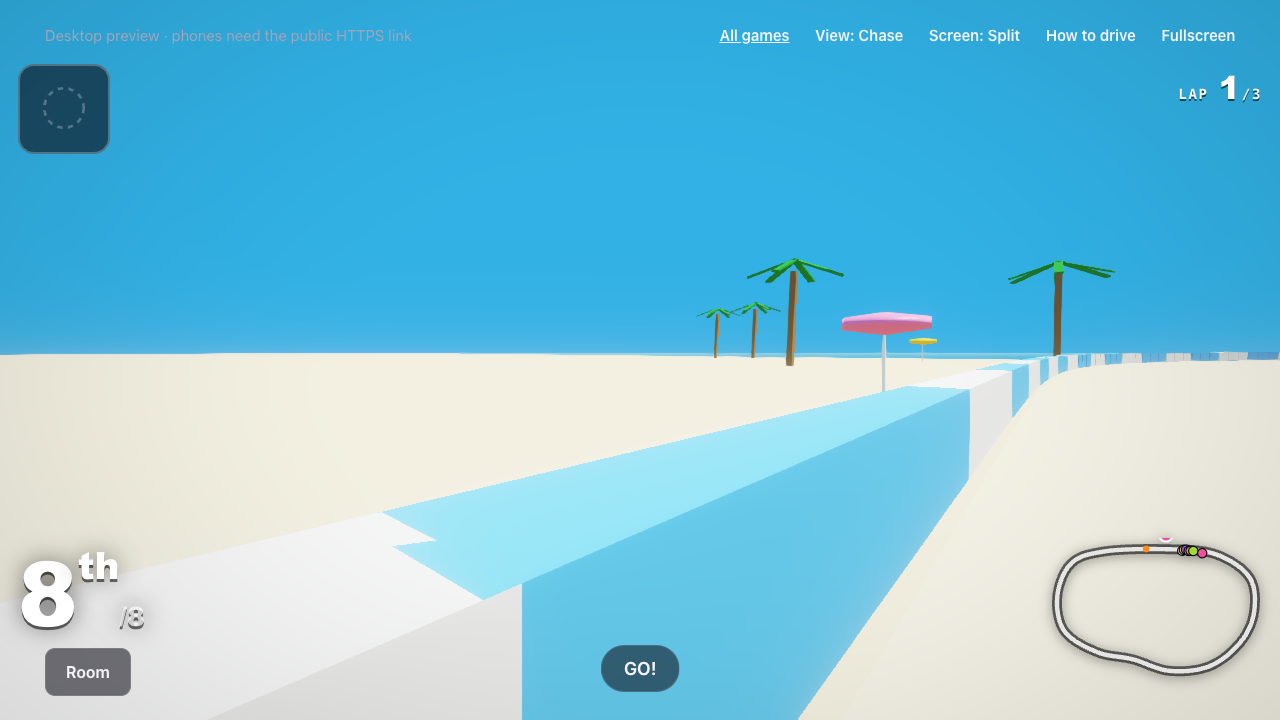 Desktop preview · phones need the public HTTPS link
All games View: Chase Screen: Split How to drive Fullscreen
LAP 1/3
8th /8
Room
GO!